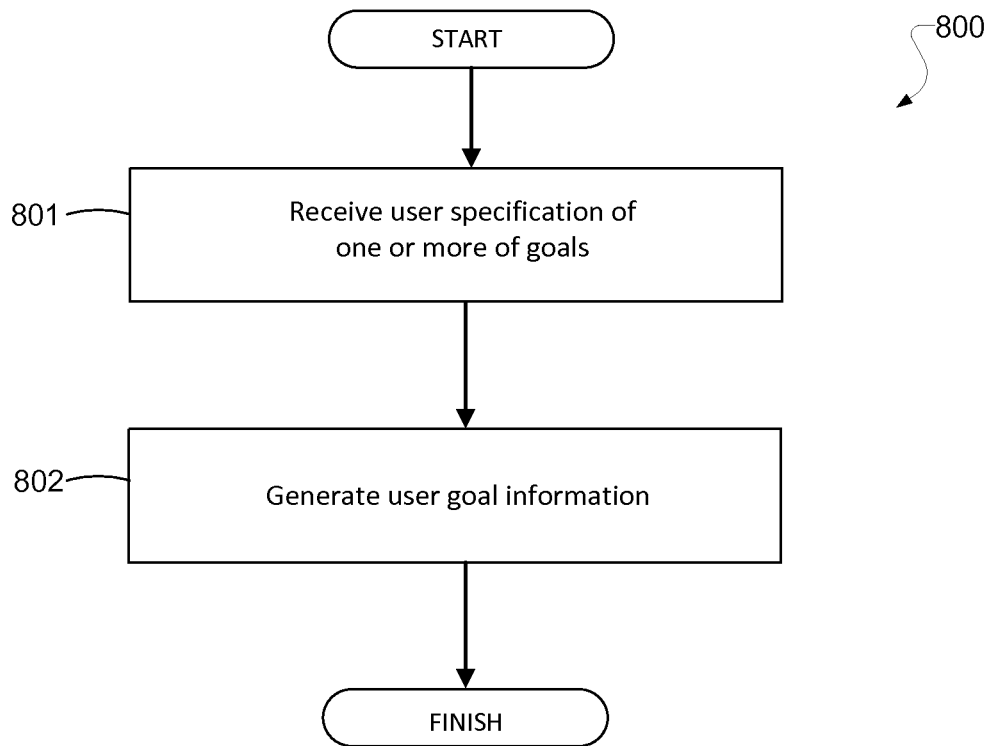 START
800
801
Receive user specification of
one or more of goals
802
Generate user goal information
FINISH